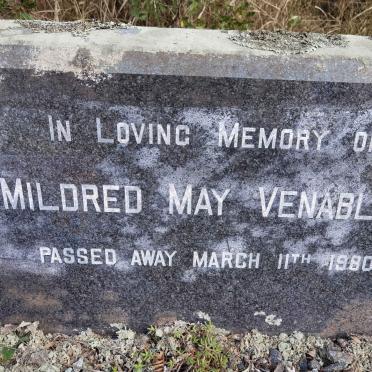 IN LOVING MEMORY OF
MILDRED MAY VENABL
PASSED AWAY MARCH 11TH 1980